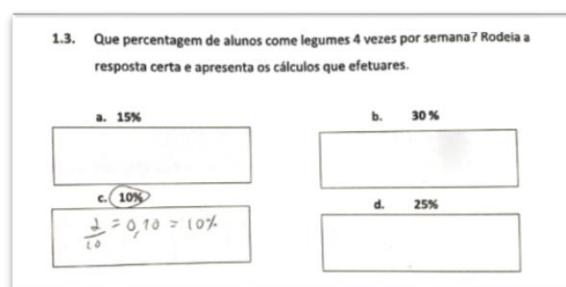 1.3. Que percentagem de alunos come legumes 4 vezes por semana? Rodeia a
resposta certa e apresenta os cálculos que efetuares.
a. 15% b. 30 %
c. 10% d. 25%
1/10 = 0,10 = 10%